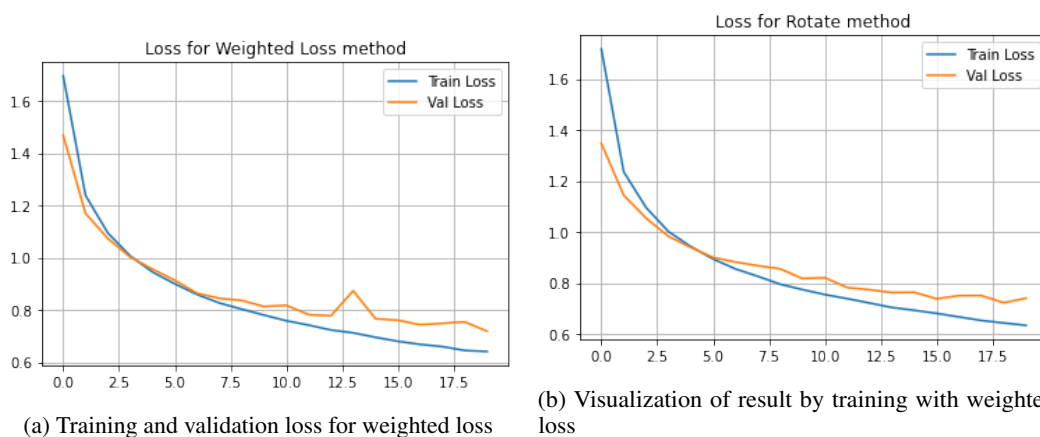 Loss for Weighted Loss method
Train Loss
Val Loss
1.6
1.4
1.2
1.0
0.8
0.6
0.0 2.5 5.0 7.5 10.0 12.5 15.0 17.5
(a) Training and validation loss for weighted loss
Loss for Rotate method
Train Loss
Val Loss
1.6
1.4
1.2
1.0
0.8
0.6
0.0 2.5 5.0 7.5 10.0 12.5 15.0 17.5
(b) Visualization of result by training with weighte
loss